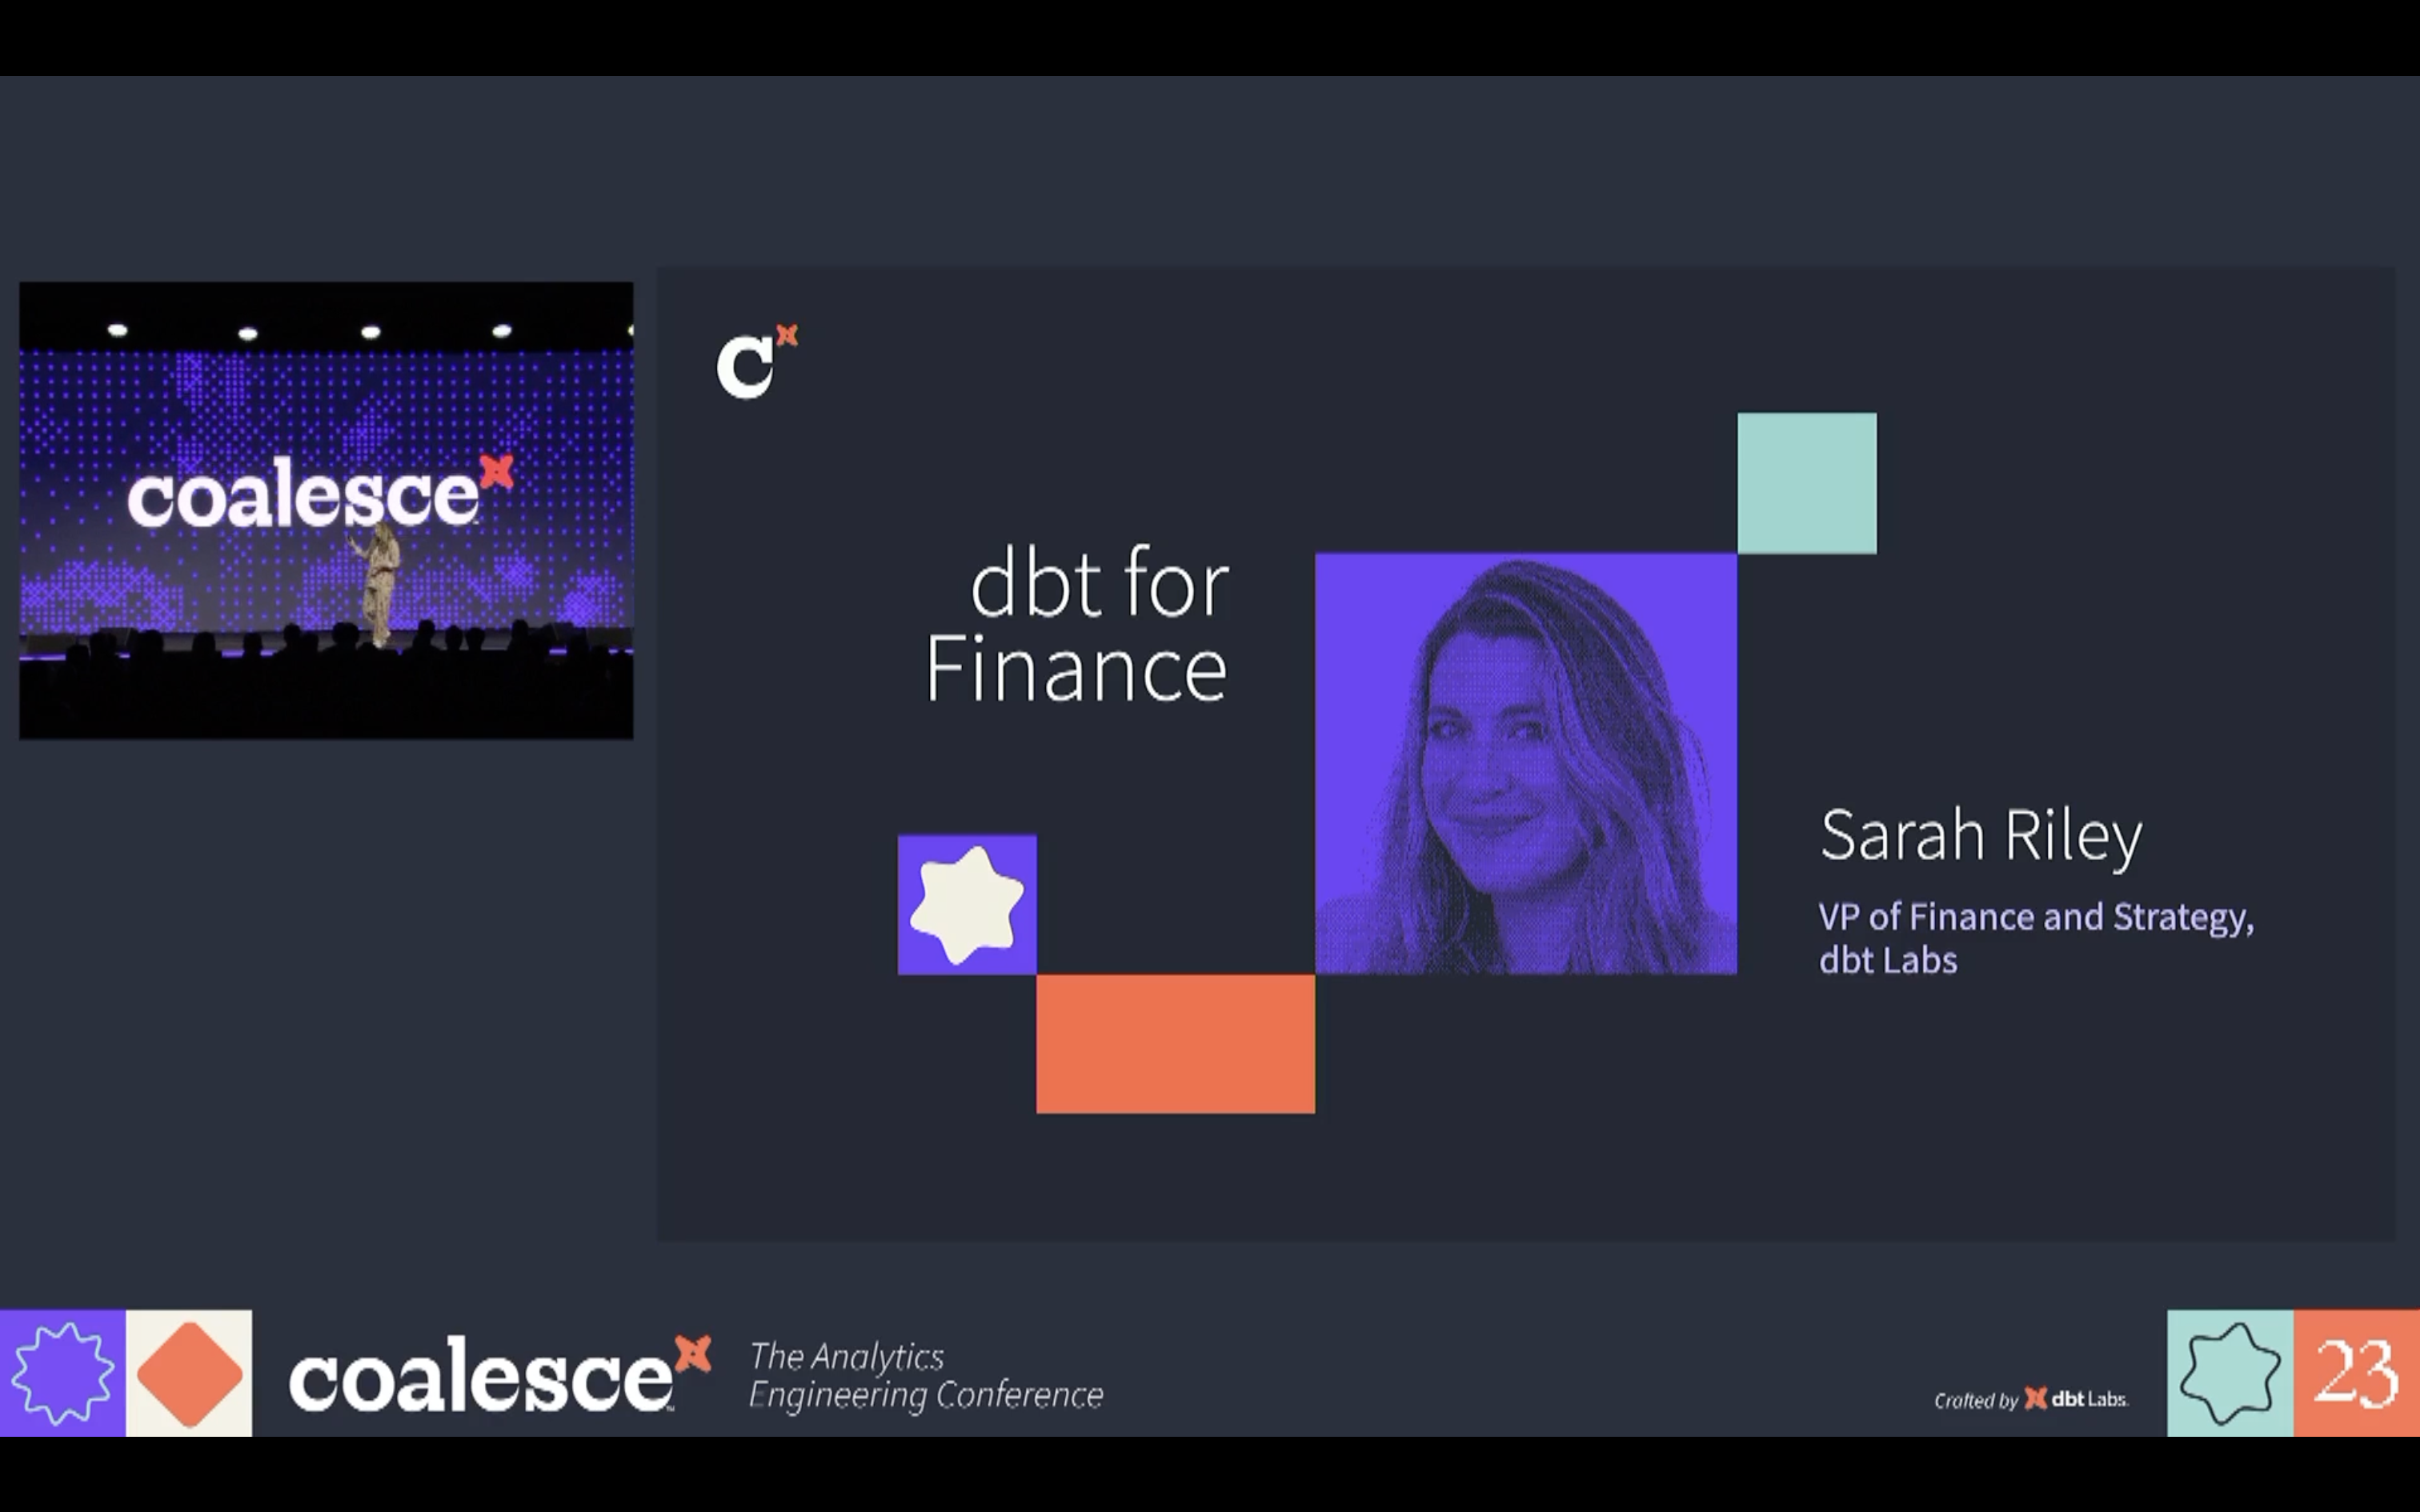 coalesce
C
dbt for
Finance
Sarah Riley
VP of Finance and Strategy,
dbt Labs
coalesce
The Analytics
Engineering Conference
Crafted by dbt Labs.
23